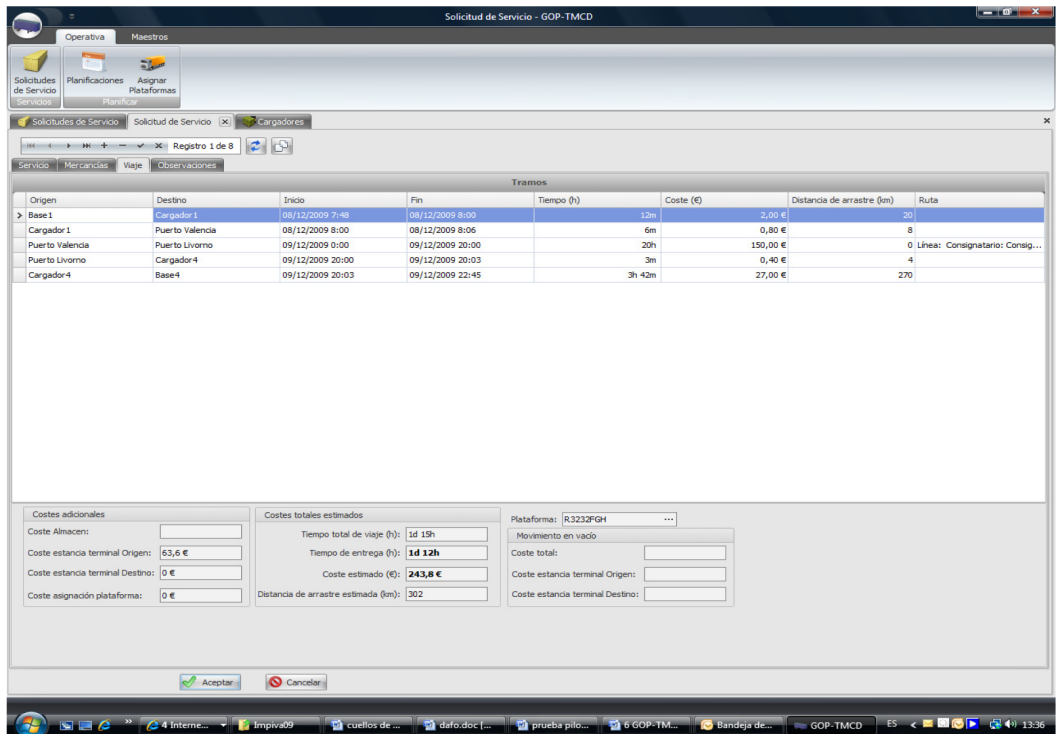 Solicitud de Servicio - GOP-TMCD
Operativa Maestros
Solicitudes de Servicio Planificaciones Asignar Plataformas
Servicios Planificar
Solicitudes de Servicio Solicitud de Servicio Cargadores
Registro 1 de 8
Servicio Mercancías Viaje Observaciones
Tramos
Origen Destino Inicio Fin Tiempo (h) Coste (€) Distancia de arrastre (km) Ruta
Base1 Cargador1 08/12/2009 7:48 08/12/2009 8:00 12m 2,00 € 20
Cargador1 Puerto Valencia 08/12/2009 8:00 08/12/2009 8:06 6m 0,80 € 8
Puerto Valencia Puerto Livorno 09/12/2009 0:00 09/12/2009 20:00 20h 150,00 € 0 Línea: Consignatario: Consig...
Puerto Livorno Cargador4 09/12/2009 20:00 09/12/2009 20:03 3m 0,40 € 4
Cargador4 Base4 09/12/2009 20:03 09/12/2009 22:45 3h 42m 27,00 € 270
Costes adicionales
Coste Almacen:
Coste estancia terminal Origen: 63,6 €
Coste estancia terminal Destino: 0 €
Coste asignación plataforma: 0 €
Costes totales estimados
Tiempo total de viaje (h): 1d 15h
Tiempo de entrega (h): 1d 12h
Coste estimado (€): 243,8 €
Distancia de arrastre estimada (km): 302
Plataforma: R3232FGH ...
Movimiento en vacío
Coste total:
Coste estancia terminal Origen:
Coste estancia terminal Destino:
Aceptar Cancelar
4 Interne... Impiva09 cuellos de ... dafo.doc [... prueba pilo... 6 GOP-TM... Bandeja de... GOP-TMCD ES 13:36